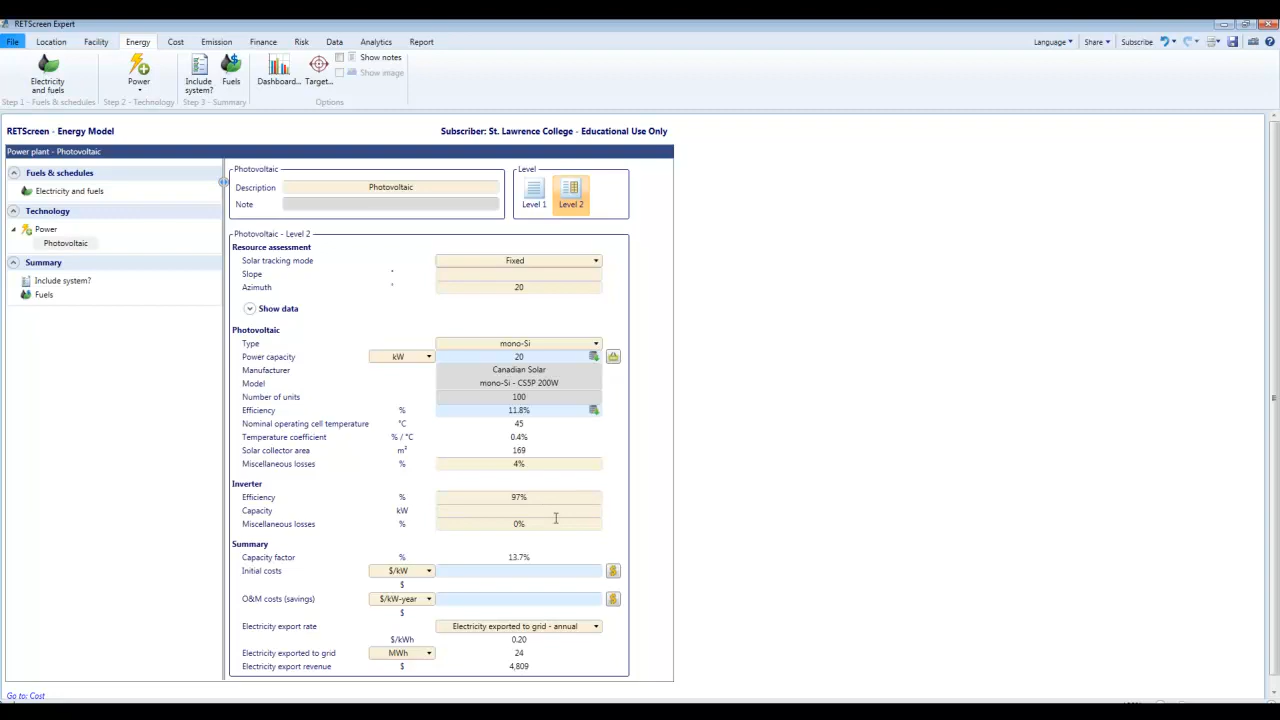 RETScreen Expert
File Location Facility Energy Cost Emission Finance Risk Data Analytics Report Language Share Subscribe
Electricity and fuels
Power
Include system?
Fuels
Dashboard...
Target...
Show notes
Show image
Step 1 - Fuels & schedules Step 2 - Technology Step 3 - Summary Options
RETScreen - Energy Model Subscriber: St. Lawrence College - Educational Use Only
Power plant - Photovoltaic
Fuels & schedules
Electricity and fuels
Technology
Power
Photovoltaic
Summary
Include system?
Fuels
Photovoltaic
Description Photovoltaic
Note
Level
Level 1 Level 2
Photovoltaic - Level 2
Resource assessment
Solar tracking mode Fixed
Slope °
Azimuth ° 20
Show data
Photovoltaic
Type mono-Si
Power capacity kW 20
Manufacturer Canadian Solar
Model mono-Si - CS5P 200W
Number of units 100
Efficiency % 11.8%
Nominal operating cell temperature °C 45
Temperature coefficient % / °C 0.4%
Solar collector area m² 169
Miscellaneous losses % 4%
Inverter
Efficiency % 97%
Capacity kW
Miscellaneous losses % 0%
Summary
Capacity factor % 13.7%
Initial costs $/kW
$
O&M costs (savings) $/kW-year
$
Electricity export rate Electricity exported to grid - annual
$/kWh 0.20
Electricity exported to grid MWh 24
Electricity export revenue $ 4,809
Go to: Cost